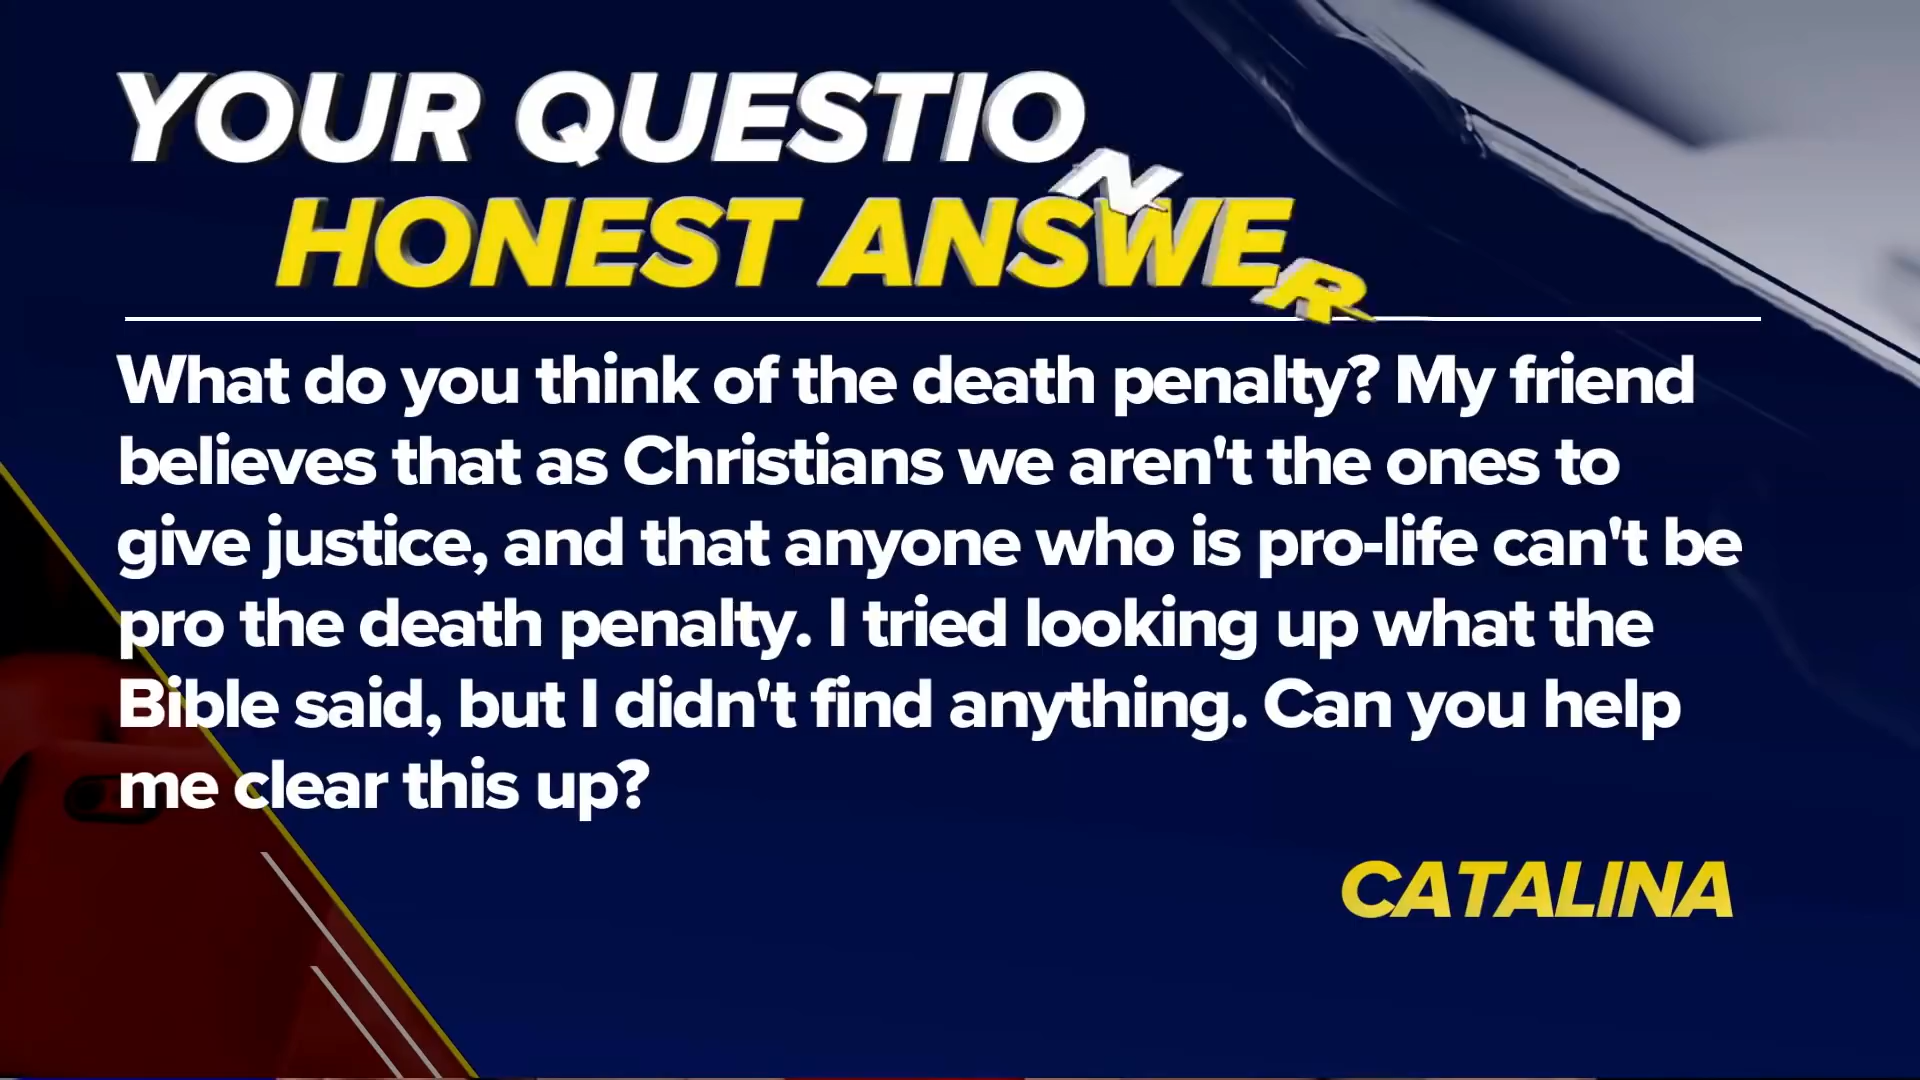 YOUR QUESTION
HONEST ANSWER
What do you think of the death penalty? My friend
believes that as Christians we aren't the ones to
give justice, and that anyone who is pro-life can't be
pro the death penalty. I tried looking up what the
Bible said, but I didn't find anything. Can you help
me clear this up?
CATALINA